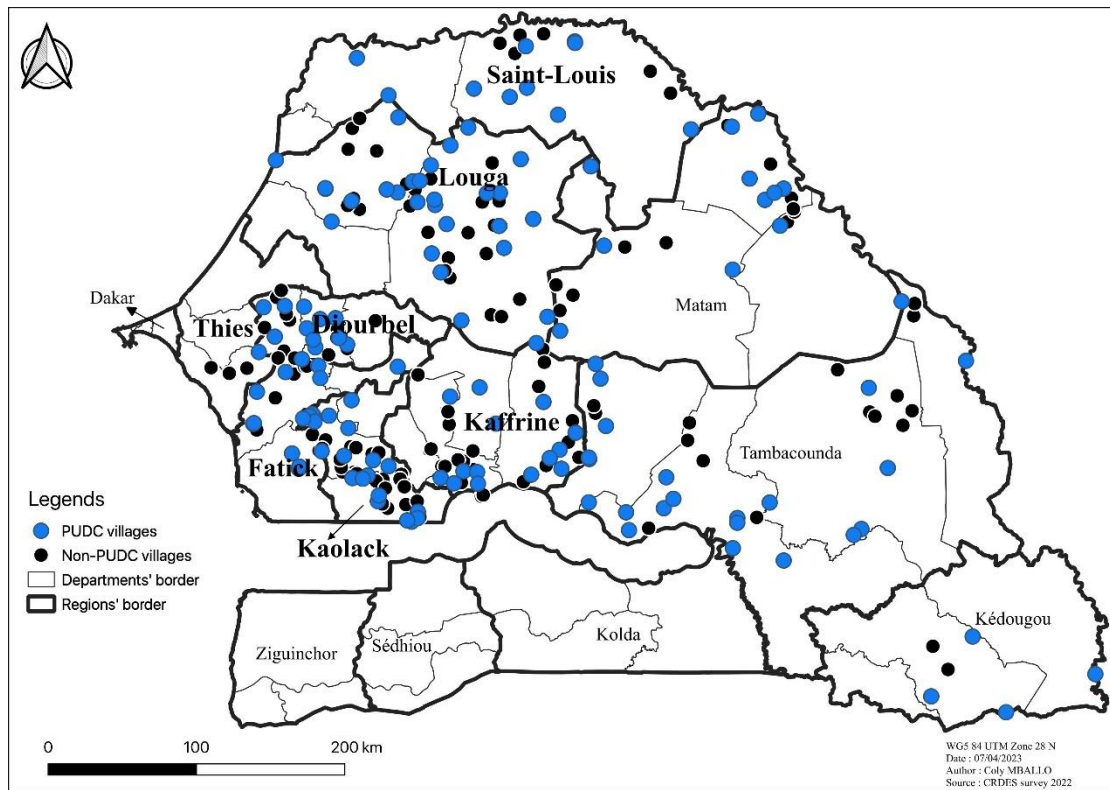 Saint-Louis
Louga
Dakar
Matam
Thies
Diourbel
Kaffrine
Tambacounda
Fatick
Legends
PUDC villages
Non-PUDC villages
Kaolack
Departments' border
Regions' border
Kédougou
Kolda
Sédhiou
Ziguinchor
0 100 200 km
WG5 84 UTM Zone 28 N
Date : 07/04/2023
Author : Coly MBALLO
Source : CRDES survey 2022